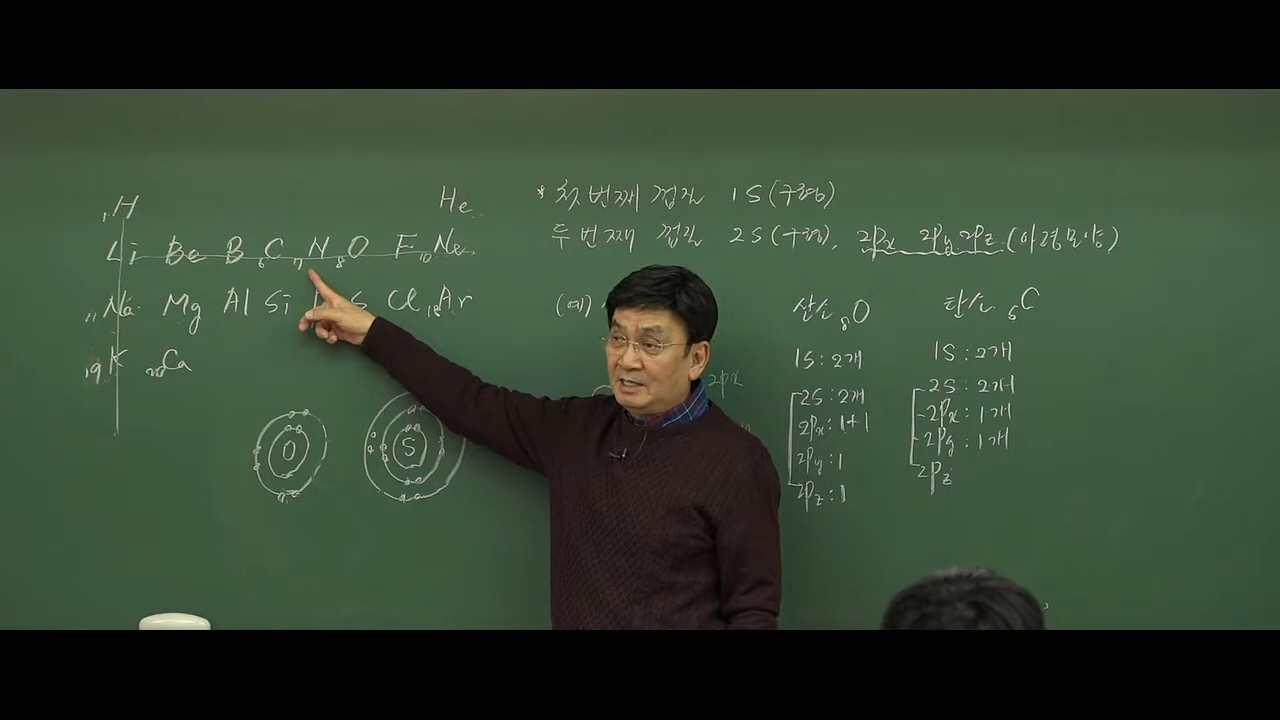 ₁H He
Li Be B ₆C ₇N ₈O F ₁₀Ne
₁₁Na Mg Al Si S Cl ₁₈Ar
₁₉K ₂₀Ca
O
S
* 첫번째 껍질 1S(구형)
두번째 껍질 2S(구형), 2px 2py 2pz (아령모양)
(예)
2px
산소 ₈O
1S : 2개
2S : 2개
2px : 1+1
2py : 1
2pz : 1
탄소 ₆C
1S : 2개
2S : 2개
2px : 1개
2py : 1개
2pz